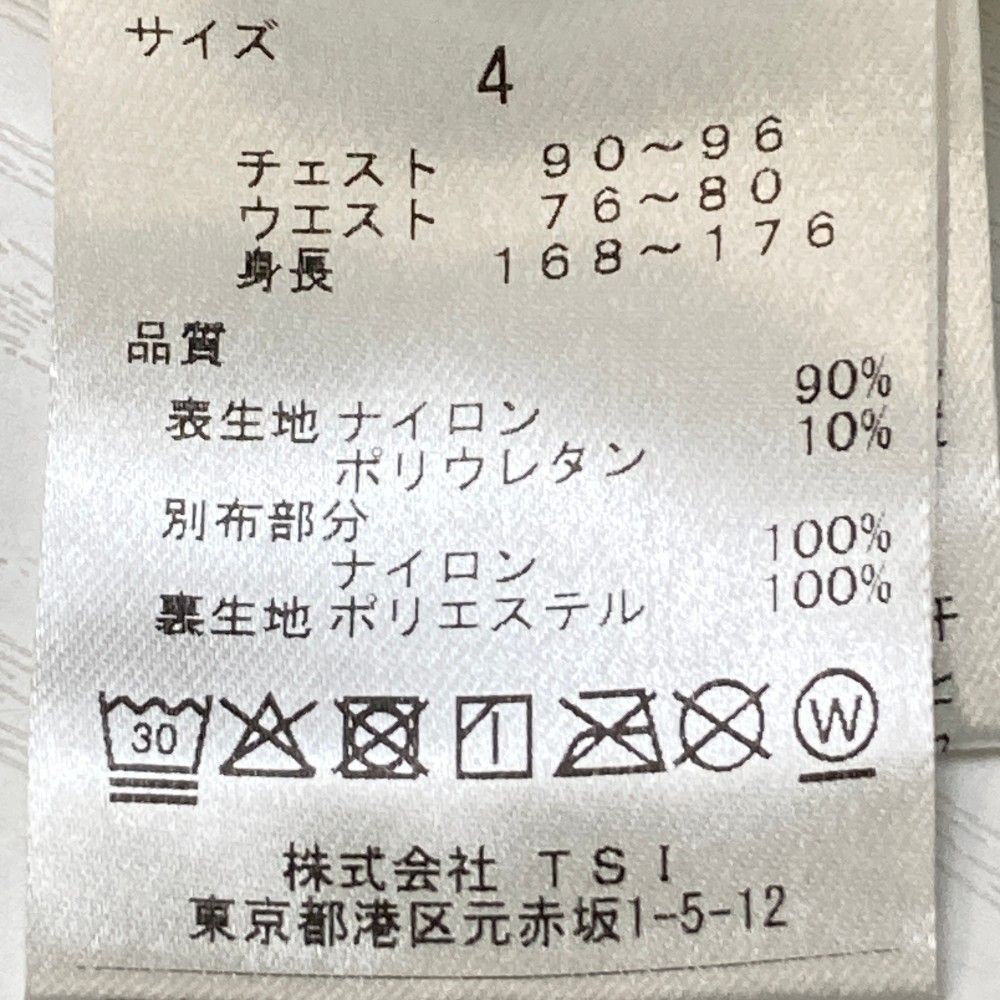 サイズ
4
チェスト 90～96
ウエスト 76～80
身長 168～176
品質
表生地 ナイロン 90%
ポリウレタン 10%
別布部分
ナイロン 100%
裏生地 ポリエステル 100%
30 W
株式会社 TSI
東京都港区元赤坂1-5-12